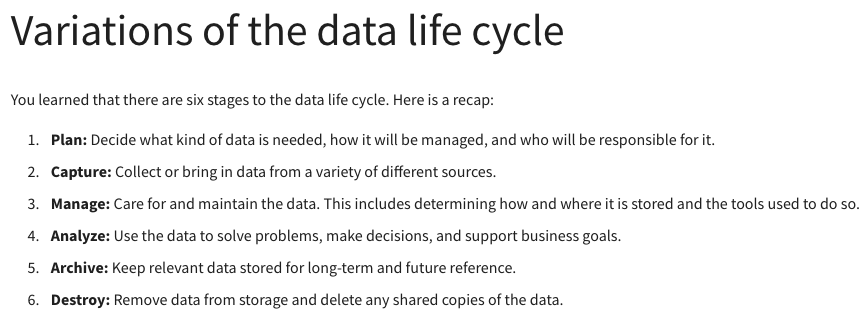 Variations of the data life cycle
You learned that there are six stages to the data life cycle. Here is a recap:
1. Plan: Decide what kind of data is needed, how it will be managed, and who will be responsible for it.
2. Capture: Collect or bring in data from a variety of different sources.
3. Manage: Care for and maintain the data. This includes determining how and where it is stored and the tools used to do so.
4. Analyze: Use the data to solve problems, make decisions, and support business goals.
5. Archive: Keep relevant data stored for long-term and future reference.
6. Destroy: Remove data from storage and delete any shared copies of the data.